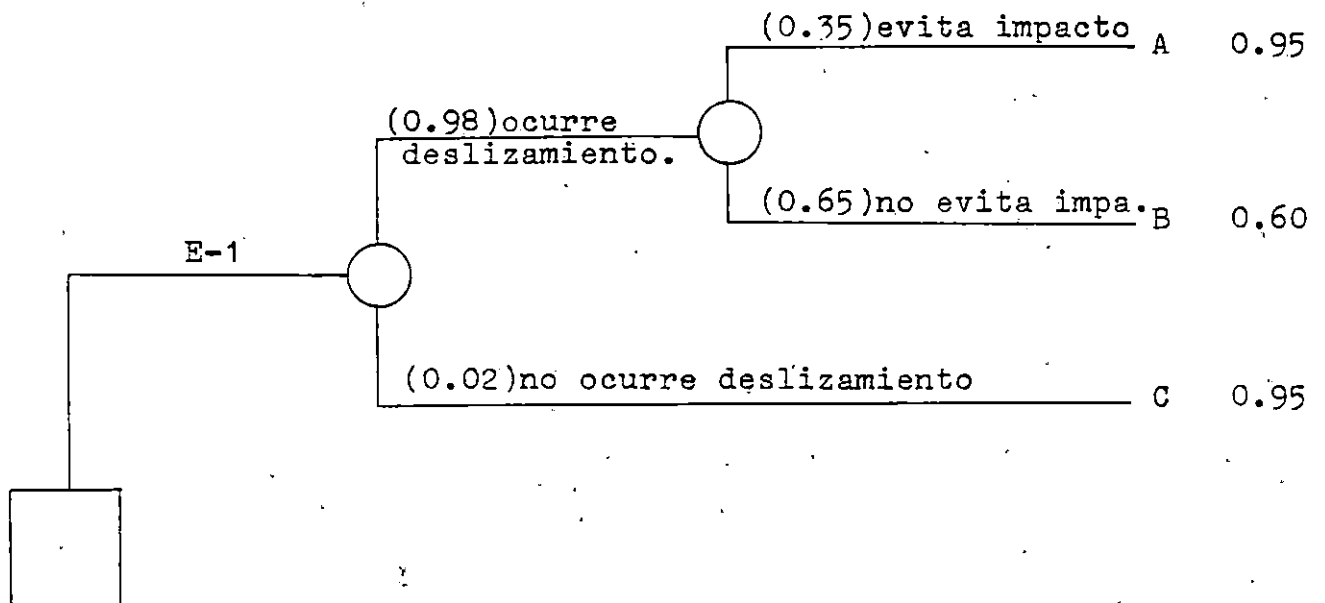 (0.35)evita impacto A 0.95
(0.98)ocurre
deslizamiento.
(0.65)no evita impa. B 0.60
E-1
(0.02)no ocurre deslizamiento C 0.95